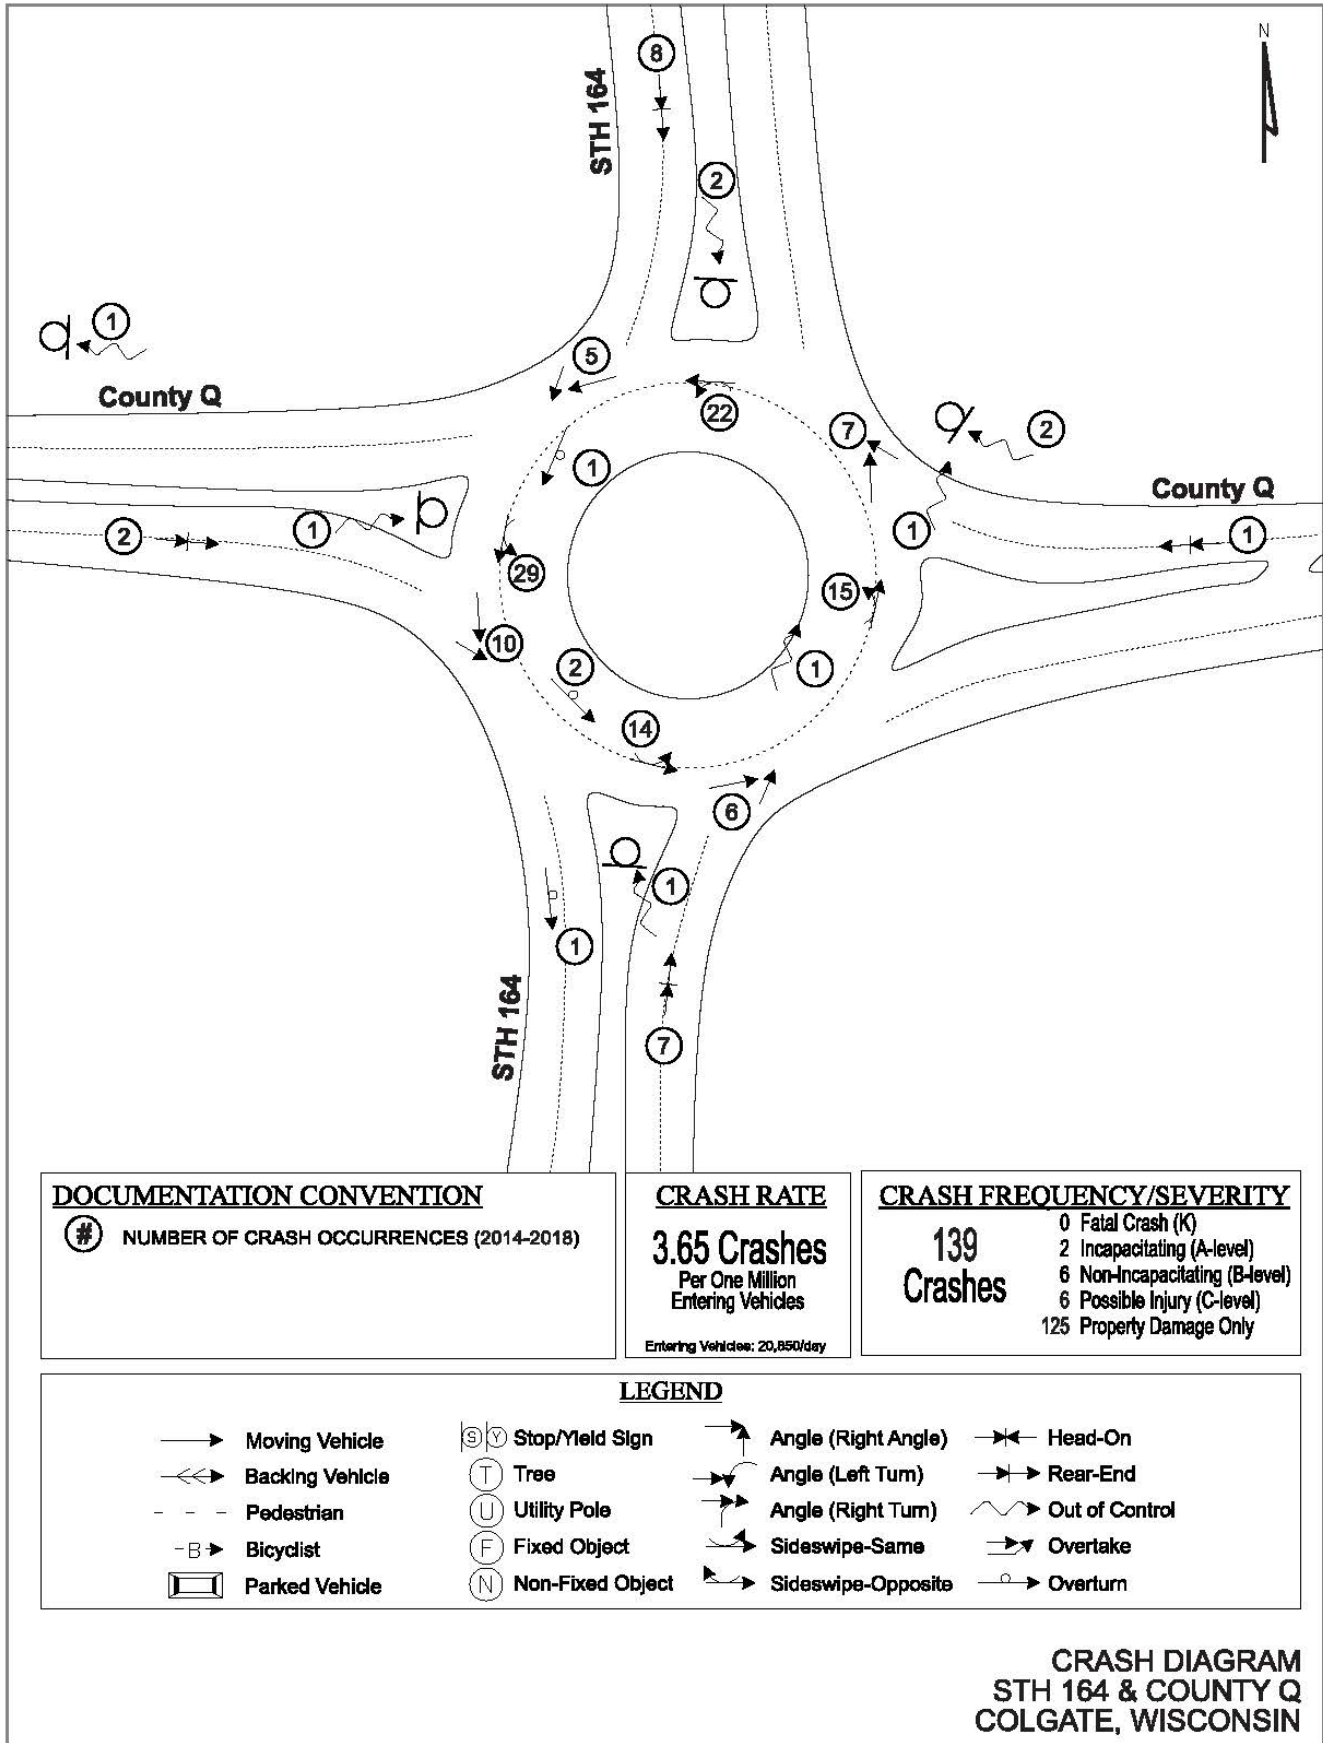 N
8
STH 164
2
1
County Q
5
22
7
2
1
County Q
2
1
29
1
1
15
10
2
1
14
6
1
1
STH 164
7
DOCUMENTATION CONVENTION
# NUMBER OF CRASH OCCURRENCES (2014-2018)
CRASH RATE
3.65 Crashes
Per One Million
Entering Vehicles
Entering Vehicles: 20,850/day
CRASH FREQUENCY/SEVERITY
139
Crashes
0 Fatal Crash (K)
2 Incapacitating (A-level)
6 Non-Incapacitating (B-level)
6 Possible Injury (C-level)
125 Property Damage Only
LEGEND
Moving Vehicle
Backing Vehicle
Pedestrian
B Bicyclist
Parked Vehicle
S Y Stop/Yield Sign
T Tree
U Utility Pole
F Fixed Object
N Non-Fixed Object
Angle (Right Angle)
Angle (Left Turn)
Angle (Right Turn)
Sideswipe-Same
Sideswipe-Opposite
Head-On
Rear-End
Out of Control
Overtake
Overturn
CRASH DIAGRAM
STH 164 & COUNTY Q
COLGATE, WISCONSIN